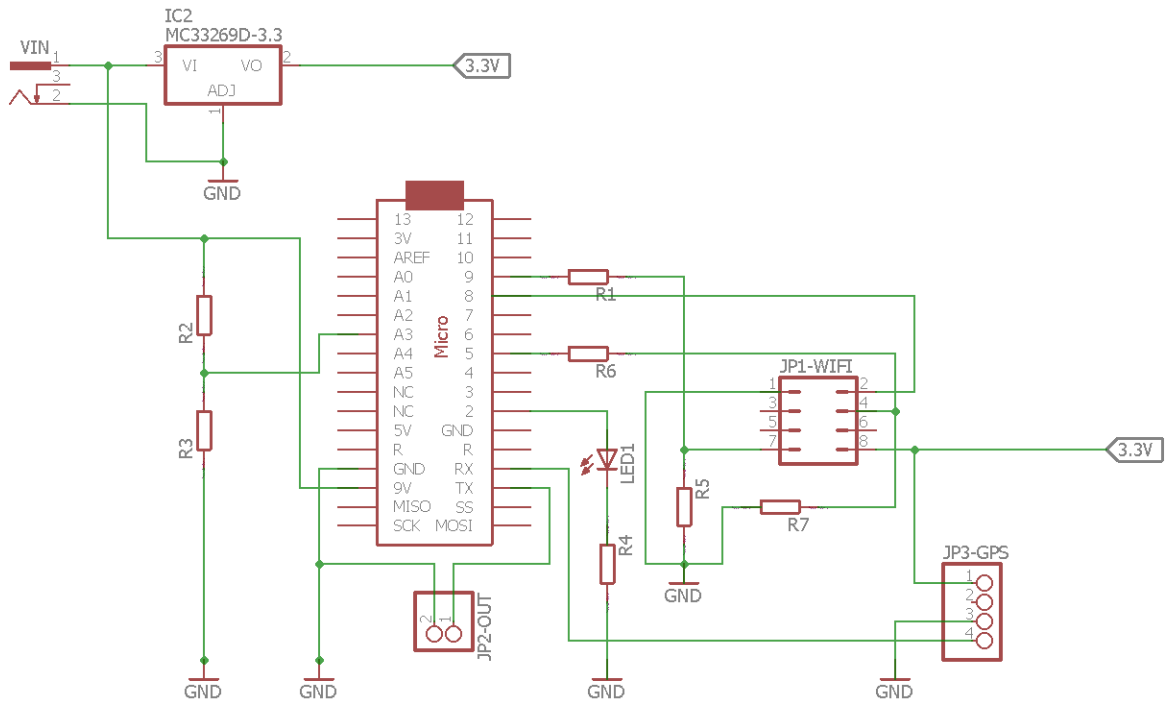 IC2
MC33269D-3.3
VIN
1
3
2
3
VI
VO
2
ADJ
1
3.3V
GND
13
12
3V
11
AREF
10
A0
9
A1
8
A2
7
A3
6
A4
5
A5
4
NC
3
NC
2
5V
GND
R
R
GND
RX
9V
TX
MISO
SS
SCK
MOSI
Micro
R1
R2
R6
R3
JP1-WIFI
1
2
3
4
5
6
7
8
3.3V
LED1
R5
R4
R7
GND
JP3-GPS
1
2
3
4
2
1
JP2-OUT
GND
GND
GND
GND